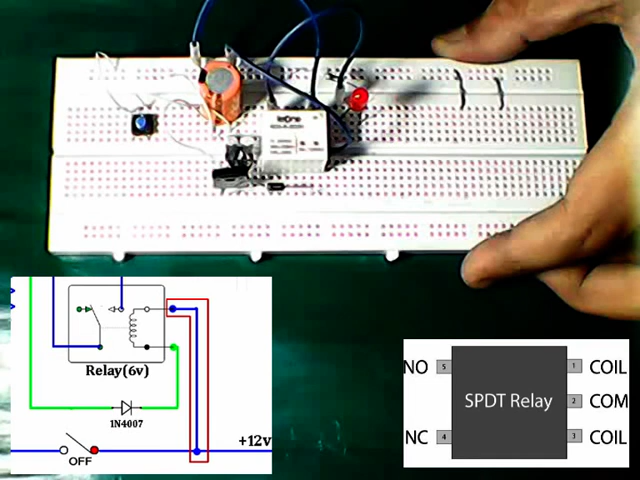 Relay(6v)
1N4007
+12v
OFF
NO 5
1 COIL
SPDT Relay
2 COM
NC 4
3 COIL